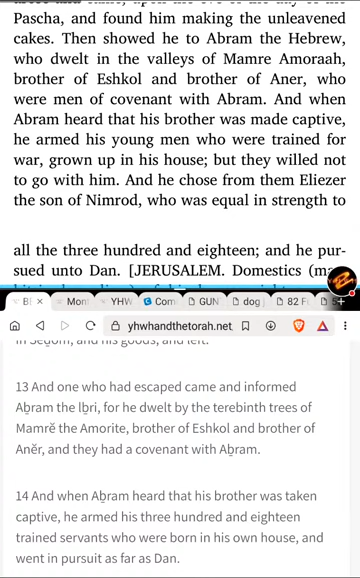 Pascha, and found him making the unleavened
cakes. Then showed he to Abram the Hebrew,
who dwelt in the valleys of Mamre Amoraah,
brother of Eshkol and brother of Aner, who
were men of covenant with Abram. And when
Abram heard that his brother was made captive,
he armed his young men who were trained for
war, grown up in his house; but they willed not
to go with him. And he chose from them Eliezer
the son of Nimrod, who was equal in strength to
all the three hundred and eighteen; and he pur-
sued unto Dan. [JERUSALEM. Domestics
Mon YHW Com GUN dog 82 F
yhwhandthetorah.net
in Seḏom, and his goods, and left.
13 And one who had escaped came and informed
Aḇram the Iḇri, for he dwelt by the terebinth trees of
Mamrĕ the Amorite, brother of Eshkol and brother of
Anĕr, and they had a covenant with Aḇram.
14 And when Aḇram heard that his brother was taken
captive, he armed his three hundred and eighteen
trained servants who were born in his own house, and
went in pursuit as far as Dan.